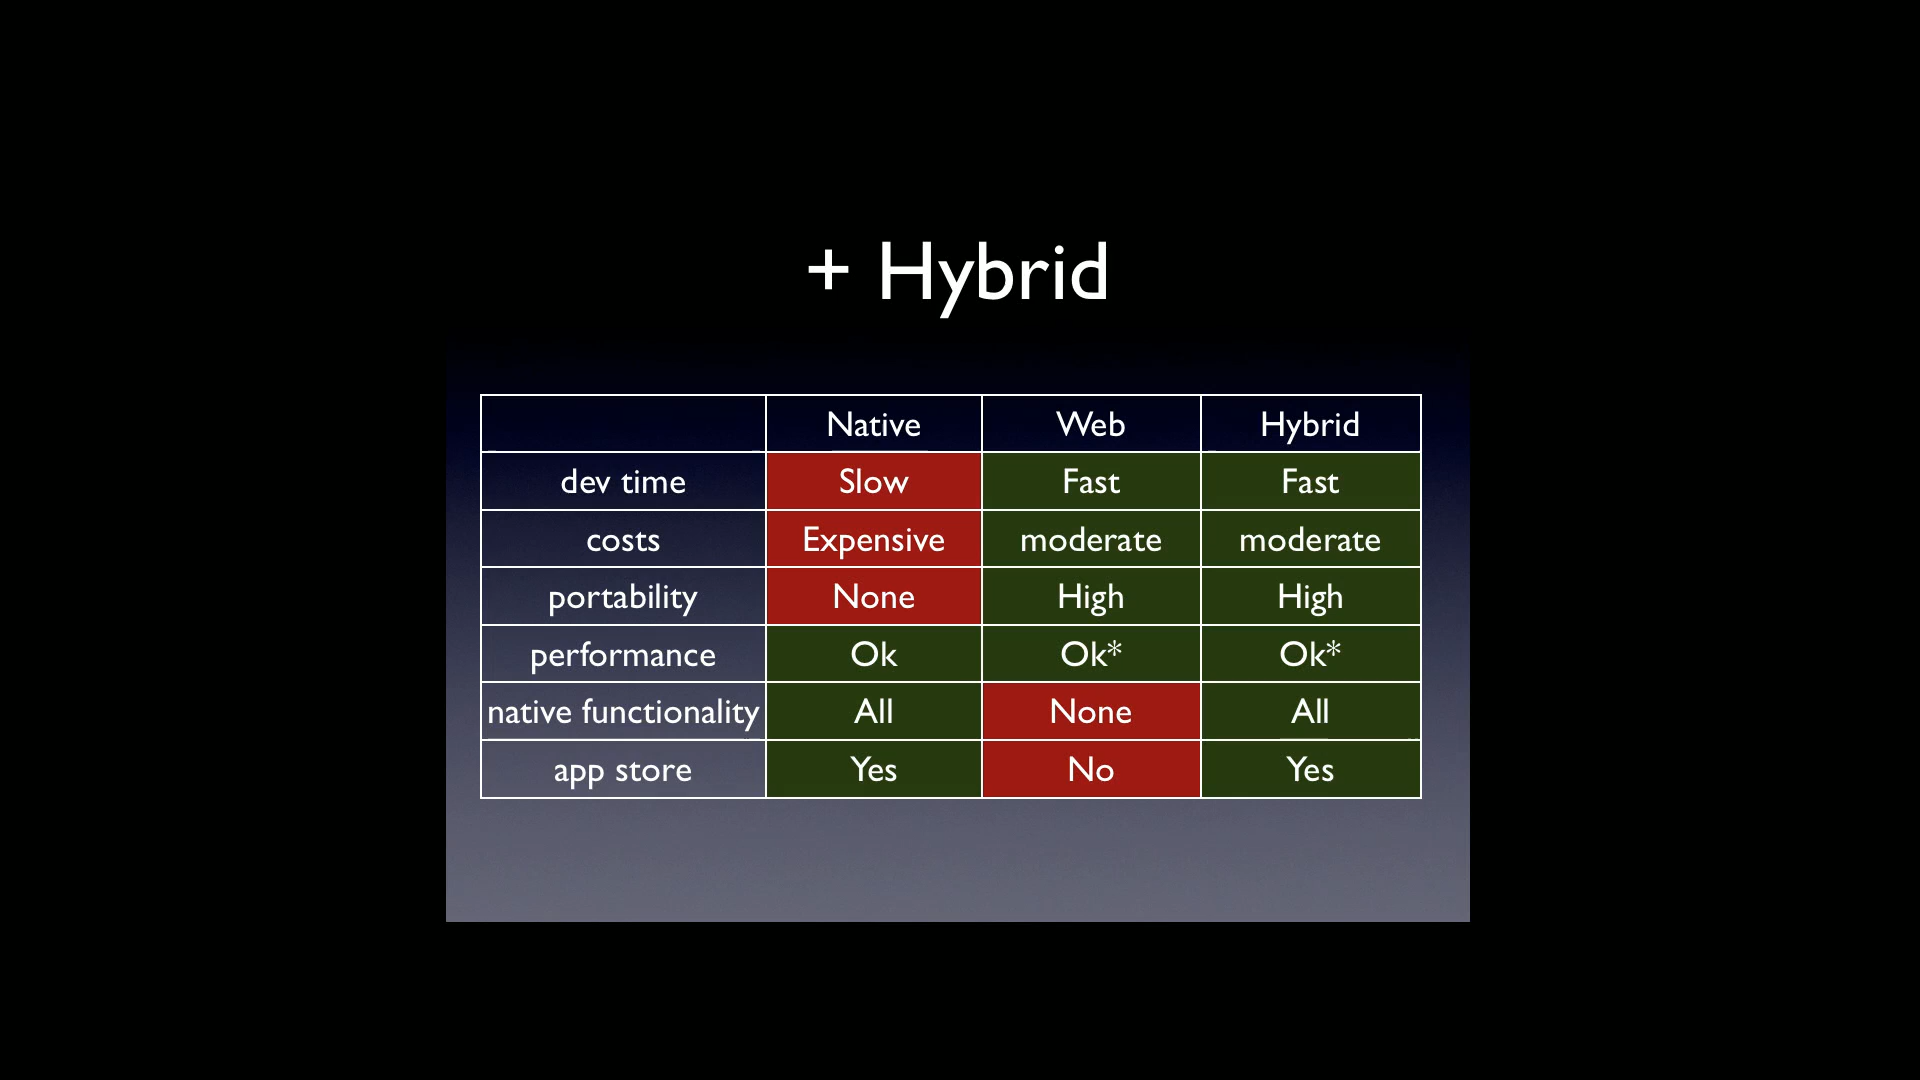 + Hybrid
Native Web Hybrid
dev time Slow Fast Fast
costs Expensive moderate moderate
portability None High High
performance Ok Ok* Ok*
native functionality All None All
app store Yes No Yes